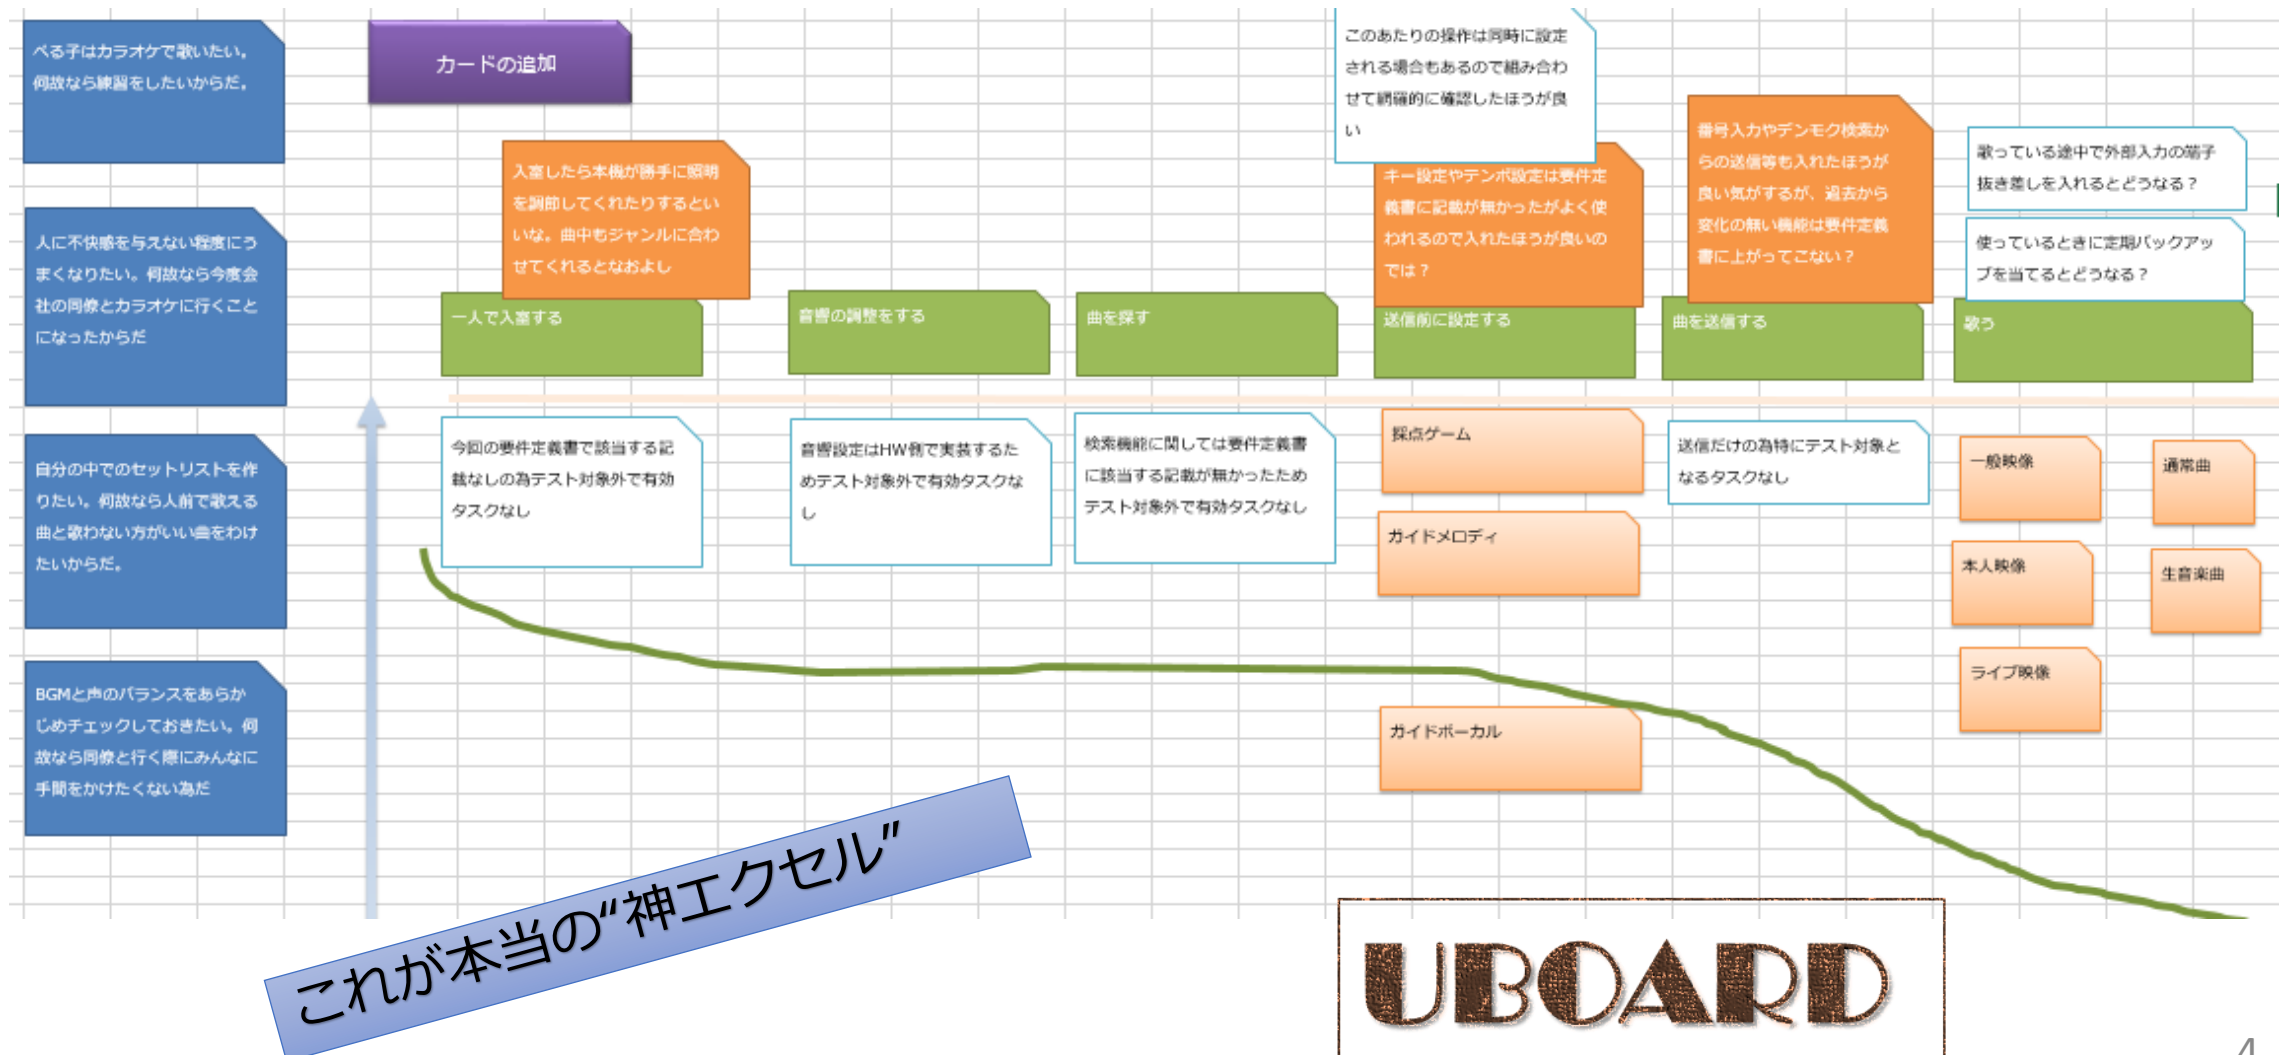 べる子はカラオケで歌いたい。
何故なら練習をしたいからだ。
人に不快感を与えない程度にう
まくなりたい。何故なら今度会
社の同僚とカラオケに行くこと
になったからだ
自分の中でのセットリストを作
りたい。何故なら人前で歌える
曲と歌わない方がいい曲をわけ
たいからだ。
BGMと声のバランスをあらか
じめチェックしておきたい。何
故なら同僚と行く際にみんなに
手間をかけたくない為だ
カードの追加
入室したら本機が勝手に照明
を調節してくれたりするとい
いな。曲中もジャンルに合わ
せてくれるとなおよし
このあたりの操作は同時に設定
される場合もあるので組み合わ
せて網羅的に確認したほうが良
い
キー設定やテンポ設定は要件定
義書に記載が無かったがよく使
われるので入れたほうが良いの
では？
番号入力やデンモク検索か
らの送信等も入れたほうが
良い気がするが、過去から
変化の無い機能は要件定義
書に上がってこない？
歌っている途中で外部入力の端子
抜き差しを入れるとどうなる？
使っているときに定期バックアッ
プを当てるとどうなる？
一人で入室する
音響の調整をする
曲を探す
送信前に設定する
曲を送信する
歌う
今回の要件定義書で該当する記
載なしの為テスト対象外で有効
タスクなし
音響設定はHW側で実装するた
めテスト対象外で有効タスクな
し
検索機能に関しては要件定義書
に該当する記載が無かったため
テスト対象外で有効タスクなし
採点ゲーム
ガイドメロディ
ガイドボーカル
送信だけの為特にテスト対象と
なるタスクなし
一般映像
通常曲
本人映像
生音楽曲
ライブ映像
これが本当の“神エクセル”
UBOARD
4